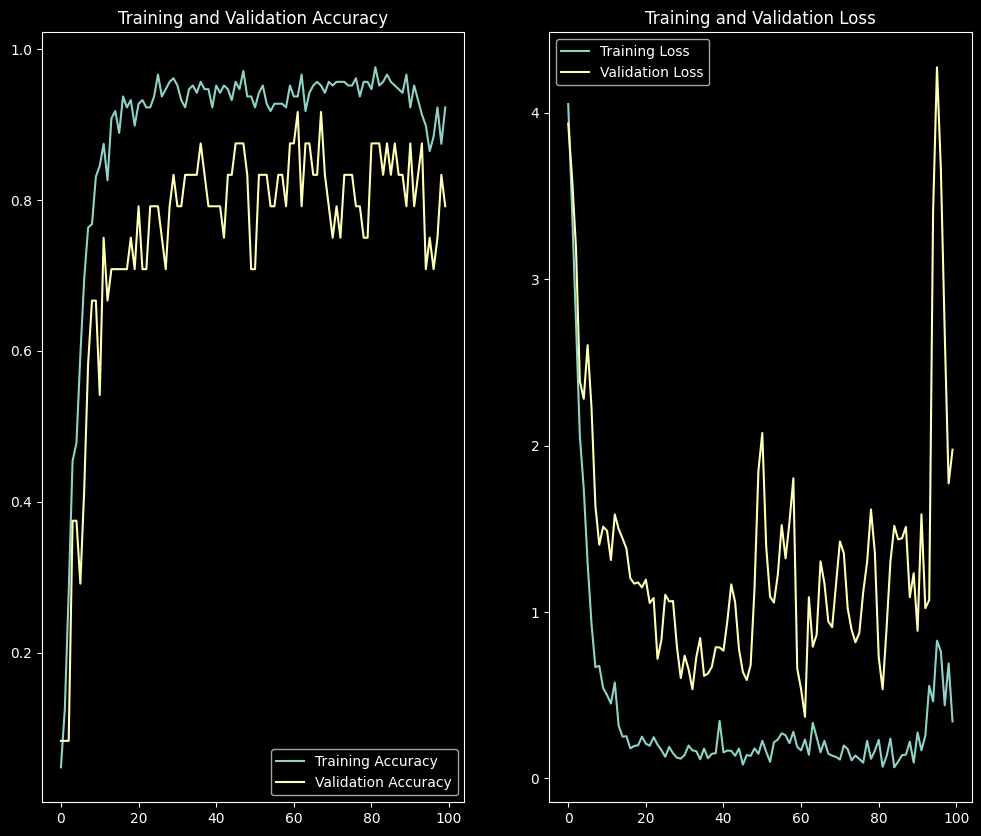 Training and Validation Accuracy
1.0
0.8
0.6
0.4
0.2
0 20 40 60 80 100
Training Accuracy
Validation Accuracy
Training and Validation Loss
Training Loss
Validation Loss
4
3
2
1
0
0 20 40 60 80 100